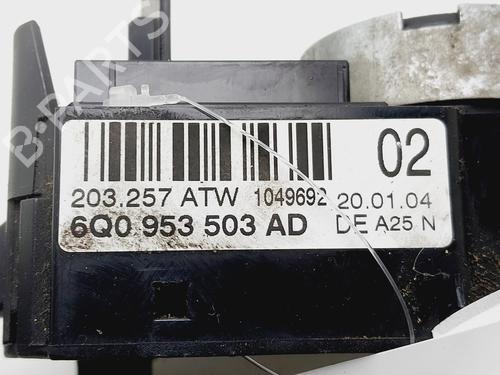 B-PARTS
02
203.257 ATW 1049692 20.01.04
6Q0 953 503 AD DE A25 N